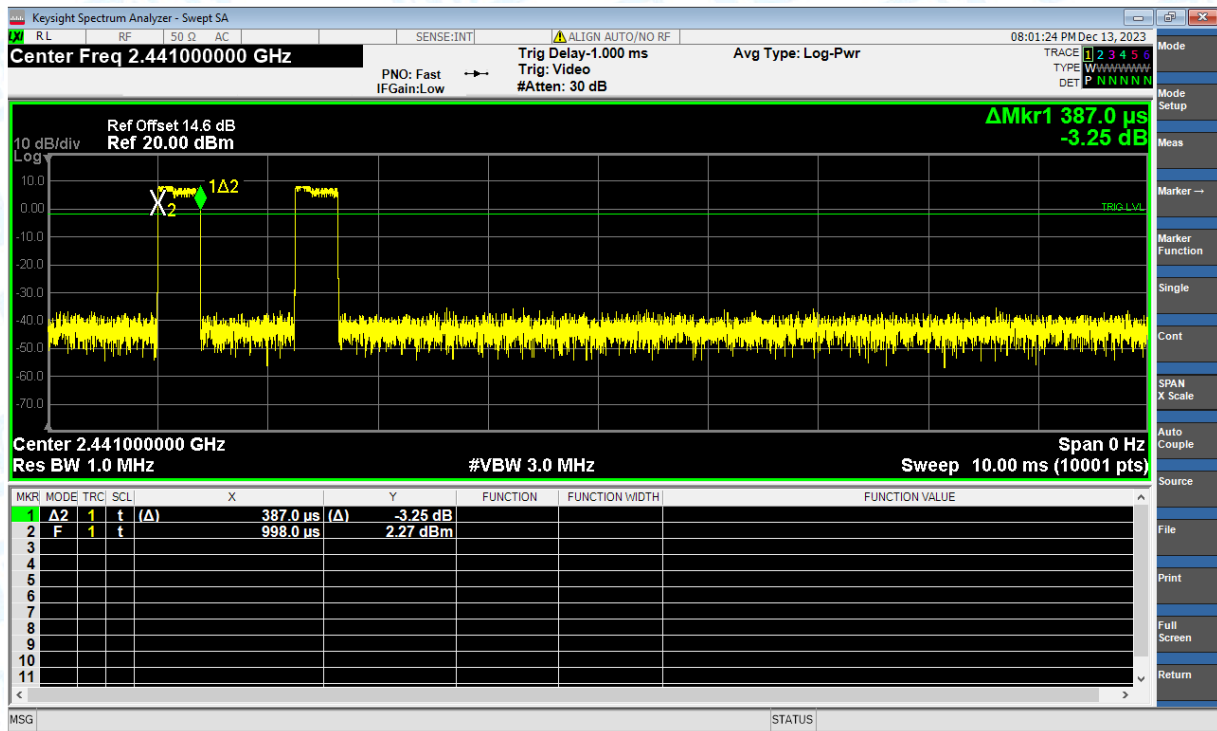 Keysight Spectrum Analyzer - Swept SA
LXI RL RF 50 Ω AC SENSE:INT ALIGN AUTO/NO RF 08:01:24 PM Dec 13, 2023
Center Freq 2.441000000 GHz
Trig Delay-1.000 ms Avg Type: Log-Pwr TRACE 1 2 3 4 5 6
PNO: Fast Trig: Video TYPE WWWWWW
IFGain:Low #Atten: 30 dB DET P N N N N N
Ref Offset 14.6 dB ΔMkr1 387.0 µs
10 dB/div Ref 20.00 dBm -3.25 dB
Log
10.0
1Δ2
X2
0.00
TRIG LVL
-10.0
-20.0
-30.0
-40.0
-50.0
-60.0
-70.0
Center 2.441000000 GHz Span 0 Hz
Res BW 1.0 MHz #VBW 3.0 MHz Sweep 10.00 ms (10001 pts)
MKR MODE TRC SCL X Y FUNCTION FUNCTION WIDTH FUNCTION VALUE
1 Δ2 1 t (Δ) 387.0 µs (Δ) -3.25 dB
2 F 1 t 998.0 µs 2.27 dBm
3
4
5
6
7
8
9
10
11
MSG STATUS
Mode
Mode
Setup
Meas
Marker →
Marker
Function
Single
Cont
SPAN
X Scale
Auto
Couple
Source
File
Print
Full
Screen
Return